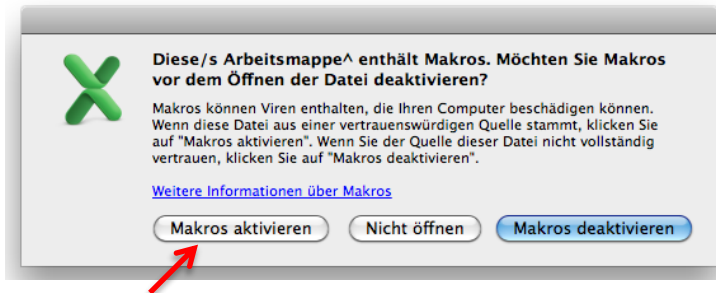 Diese/s Arbeitsmappe^ enthält Makros. Möchten Sie Makros
vor dem Öffnen der Datei deaktivieren?
Makros können Viren enthalten, die Ihren Computer beschädigen können.
Wenn diese Datei aus einer vertrauenswürdigen Quelle stammt, klicken Sie
auf "Makros aktivieren". Wenn Sie der Quelle dieser Datei nicht vollständig
vertrauen, klicken Sie auf "Makros deaktivieren".
Weitere Informationen über Makros
Makros aktivieren Nicht öffnen Makros deaktivieren